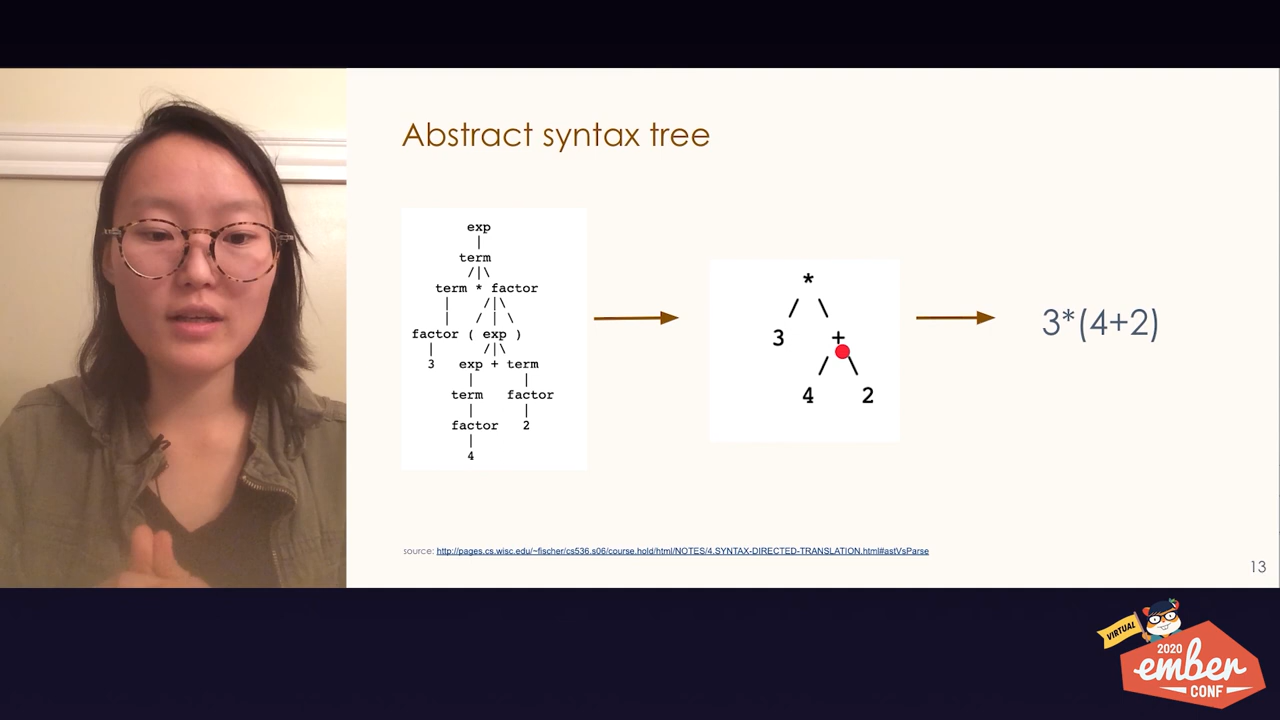 Abstract syntax tree
exp
|
term
/|\
term * factor
| /|\
| / | \
factor ( exp )
| /|\
3 exp + term
| |
term factor
| |
factor 2
|
4
*
/ \
3 +
/ \
4 2
3*(4+2)
source: http://pages.cs.wisc.edu/~fischer/cs536.s06/course.hold/html/NOTES/4.SYNTAX-DIRECTED-TRANSLATION.html#astVsParse
13
VIRTUAL
2020
ember
CONF